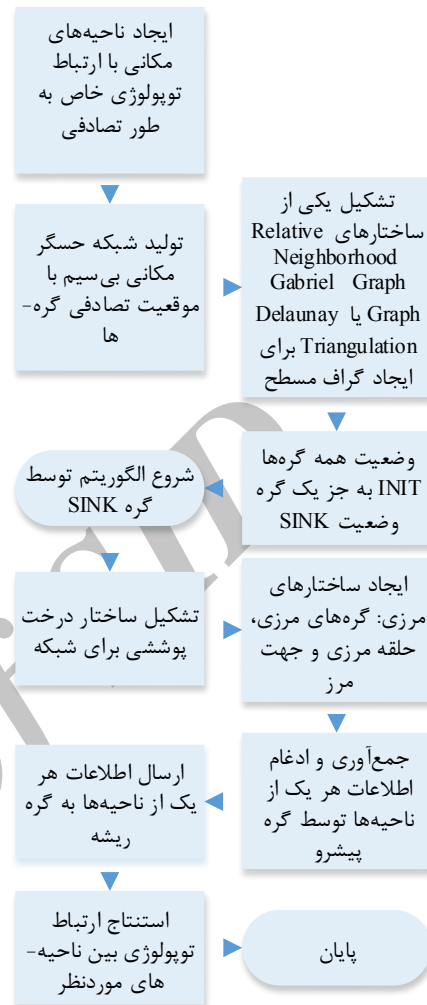 ایجاد ناحیه‌های
مکانی با ارتباط
توپولوژی خاص به
طور تصادفی
تولید شبکه حسگر
مکانی بی‌سیم با
موقعیت تصادفی گره-
ها
تشکیل یکی از
ساختارهای Relative
Neighborhood
Gabriel Graph
Delaunay یا Graph
Triangulation برای
ایجاد گراف مسطح
وضعیت همه گره‌ها
INIT به جز یک گره
وضعیت SINK
شروع الگوریتم توسط
گره SINK
تشکیل ساختار درخت
پوششی برای شبکه
ایجاد ساختارهای
مرزی: گره‌های مرزی،
حلقه مرزی و جهت
مرز
جمع‌آوری و ادغام
اطلاعات هر یک از
ناحیه‌ها توسط گره
پیشرو
ارسال اطلاعات هر
یک از ناحیه‌ها به گره
ریشه
استنتاج ارتباط
توپولوژی بین ناحیه-
های موردنظر
پایان